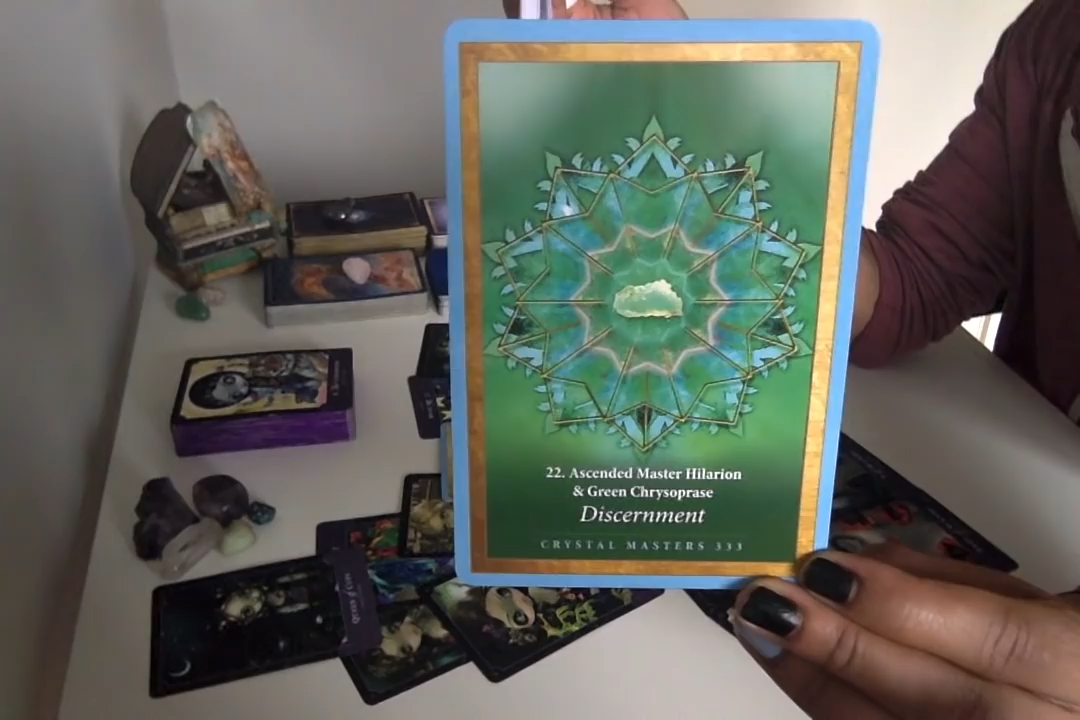 22. Ascended Master Hilarion
& Green Chrysoprase
Discernment
CRYSTAL MASTERS 333